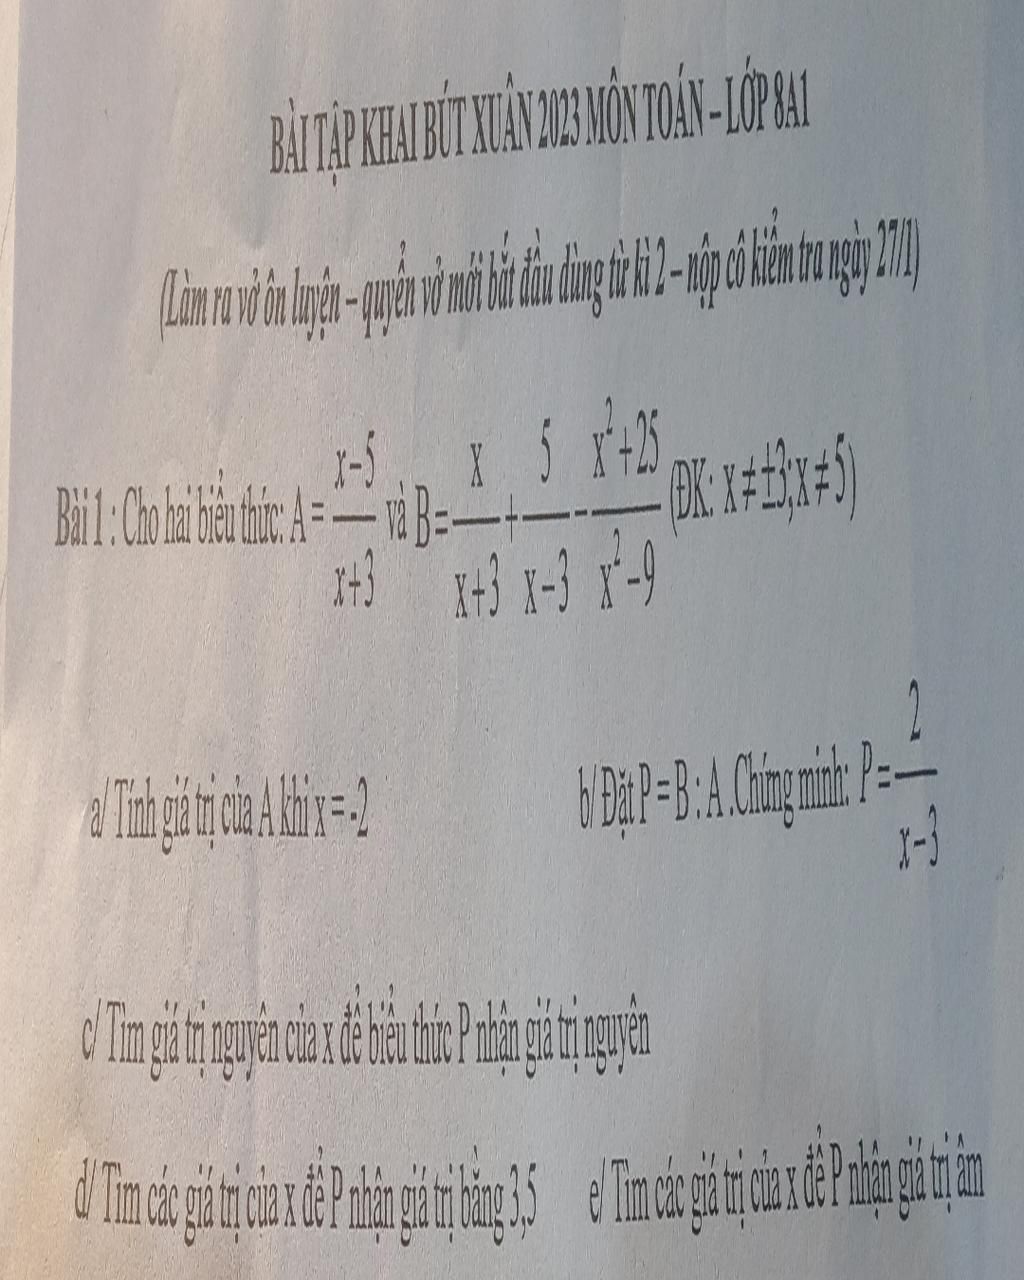 BÀI TẬP KHAI BÚT XUÂN 2023 MÔN TOÁN – LỚP 8A1
(Làm ra vở ôn luyện – quyển vở mới bắt đầu dùng từ kì 2 – nộp cô kiểm tra ngày 27/1)
Bài 1 : Cho hai biểu thức: A = (x–5)/(x+3) và B = x/(x+3) + 5/(x–3) - (x²+25)/(x²–9) (ĐK: x ≠ ±3; x ≠ 5)
a/ Tính giá trị của A khi x = -2 b/ Đặt P = B : A . Chứng minh: P = 2/(x–3)
c/ Tìm giá trị nguyên của x để biểu thức P nhận giá trị nguyên
d/ Tìm các giá trị của x để P nhận giá trị bằng 3,5 e/ Tìm các giá trị của x để P nhận giá trị âm